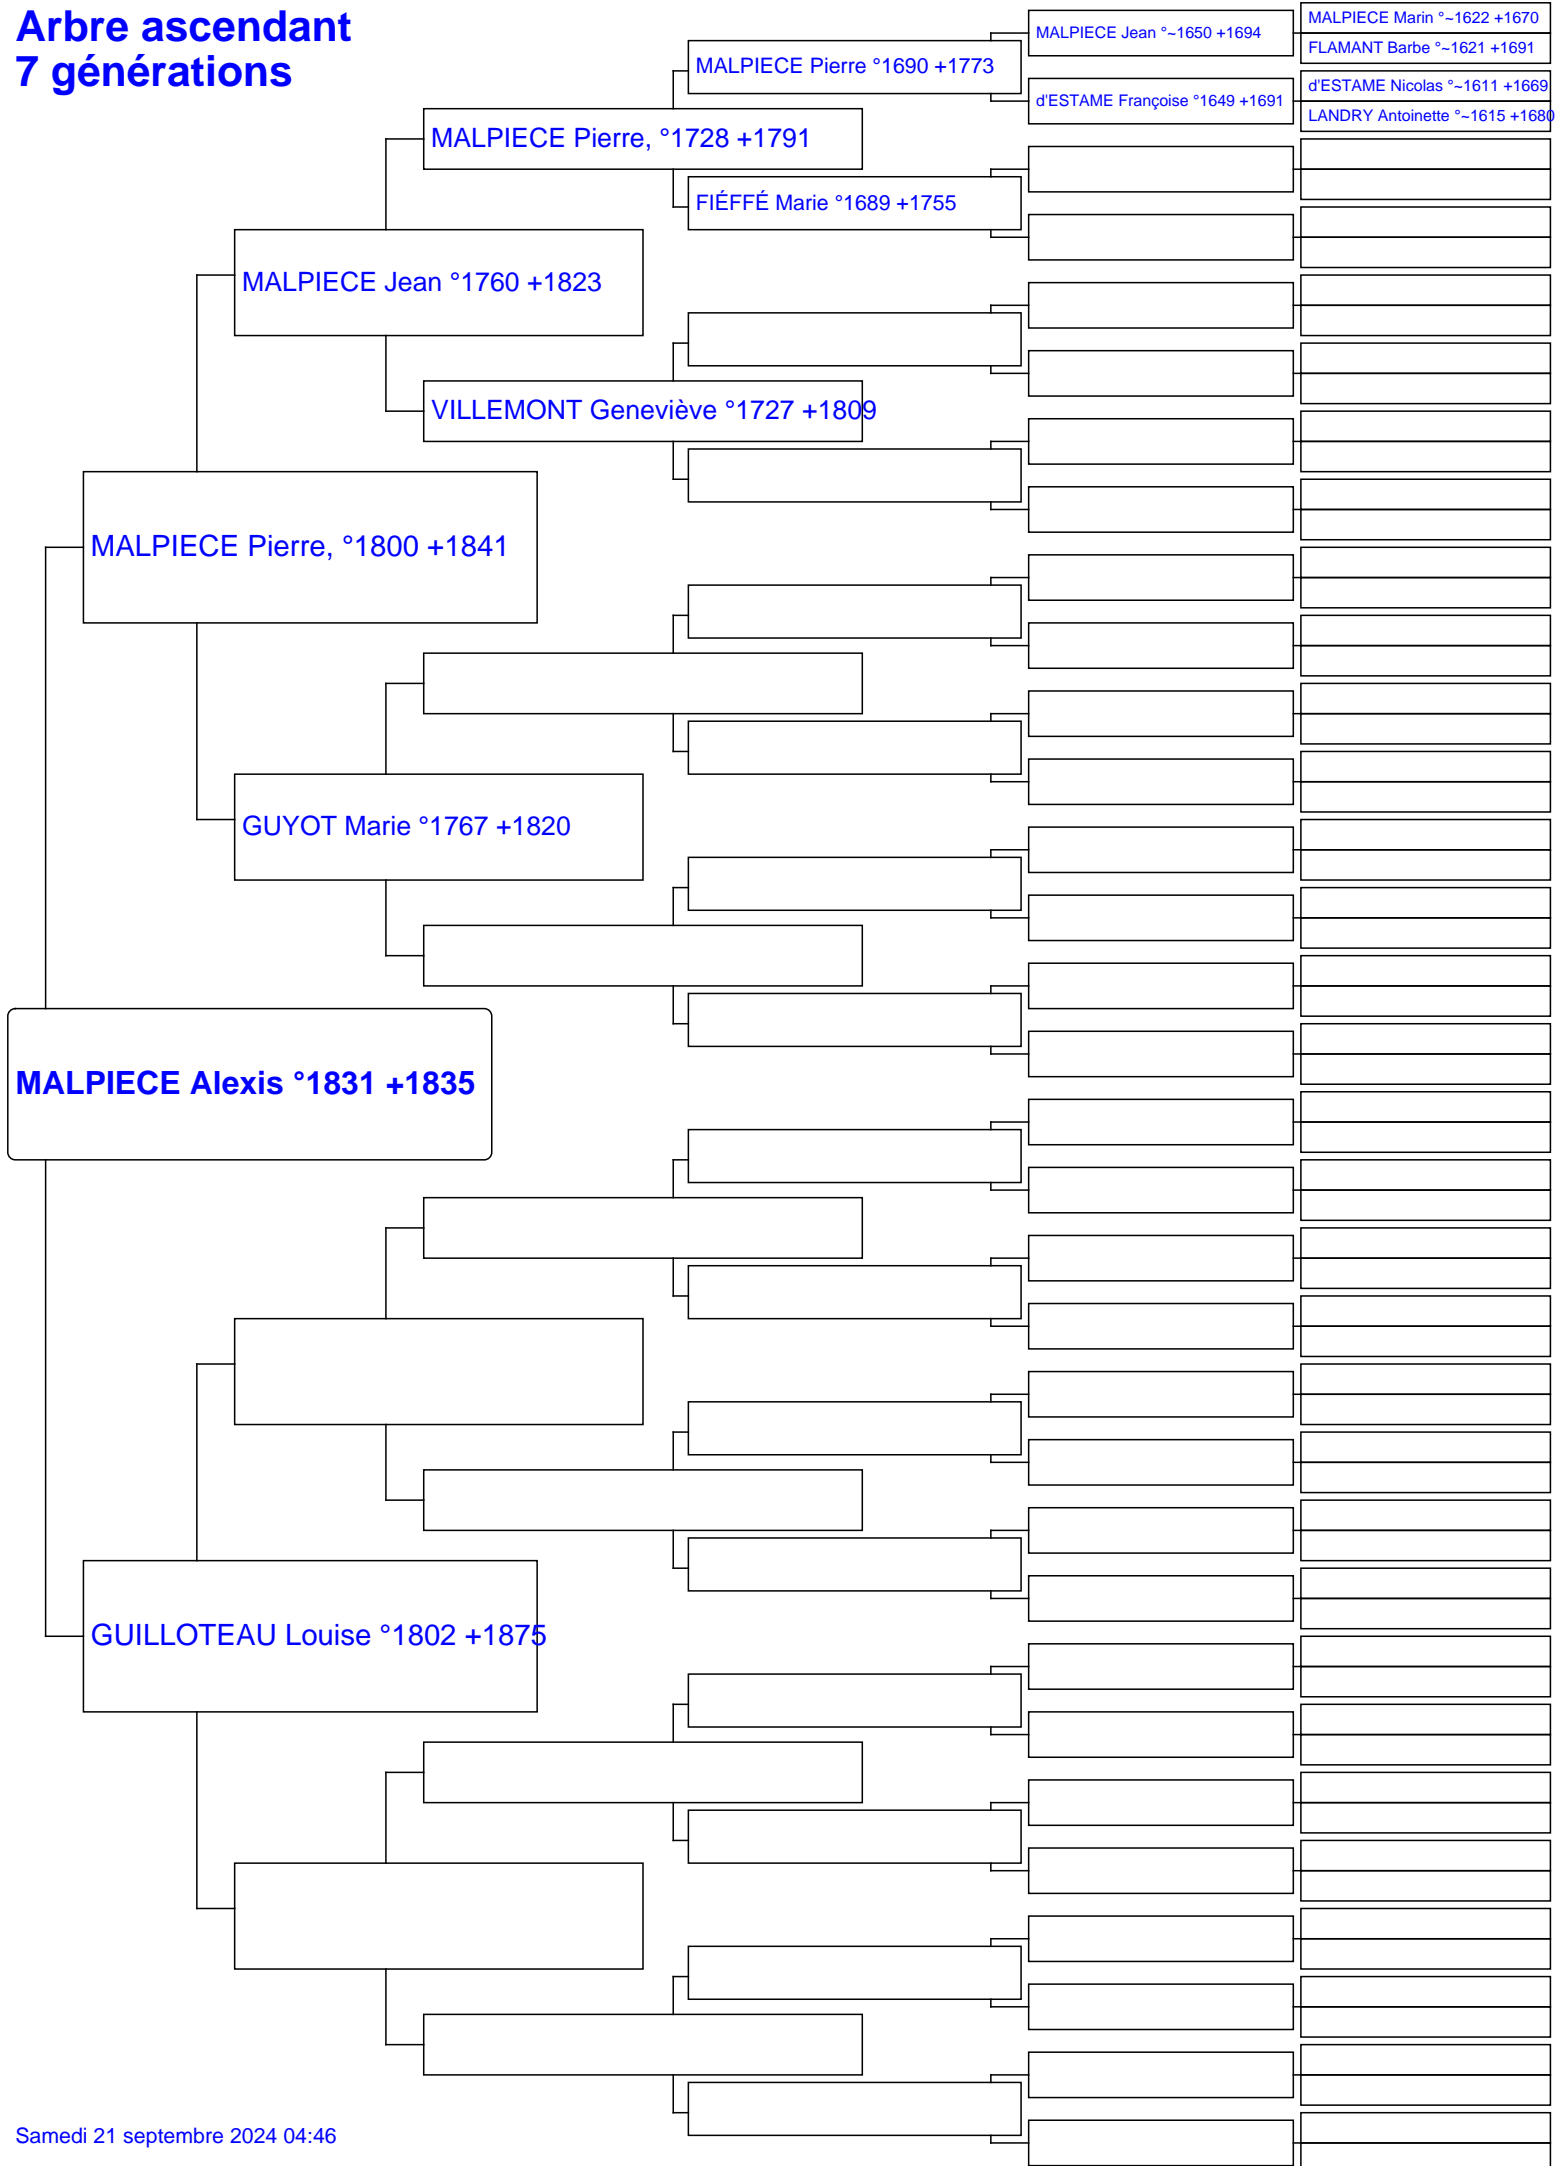 Arbre ascendant
7 générations
MALPIECE Jean °~1650 +1694
MALPIECE Marin °~1622 +1670
FLAMANT Barbe °~1621 +1691
MALPIECE Pierre °1690 +1773
d'ESTAME Françoise °1649 +1691
d'ESTAME Nicolas °~1611 +1669
LANDRY Antoinette °~1615 +1680
MALPIECE Pierre, °1728 +1791
FIÉFFÉ Marie °1689 +1755
MALPIECE Jean °1760 +1823
VILLEMONT Geneviève °1727 +1809
MALPIECE Pierre, °1800 +1841
GUYOT Marie °1767 +1820
MALPIECE Alexis °1831 +1835
GUILLOTEAU Louise °1802 +1875
Samedi 21 septembre 2024 04:46